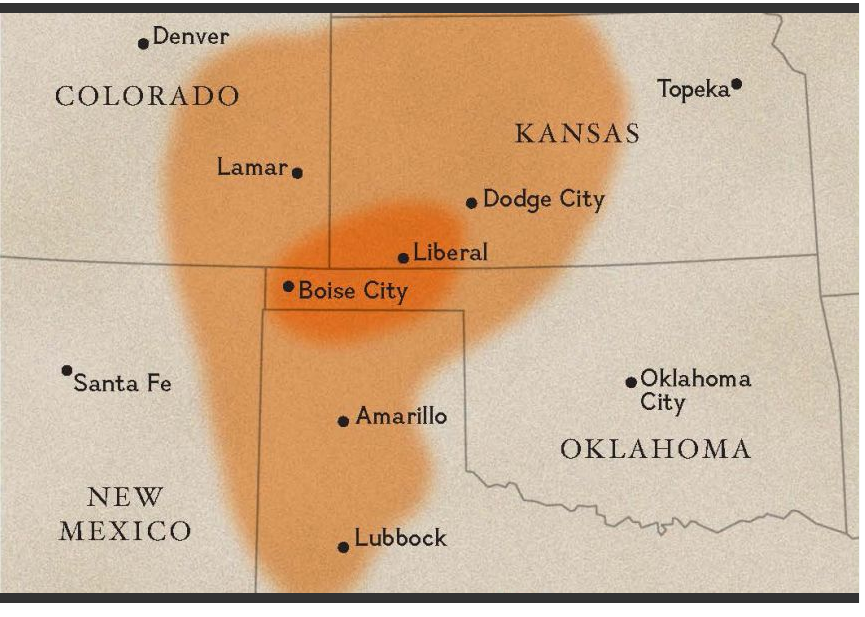 Denver
COLORADO
Topeka
KANSAS
Lamar
Dodge City
Liberal
Boise City
Santa Fe
Oklahoma
City
Amarillo
OKLAHOMA
NEW
MEXICO
Lubbock